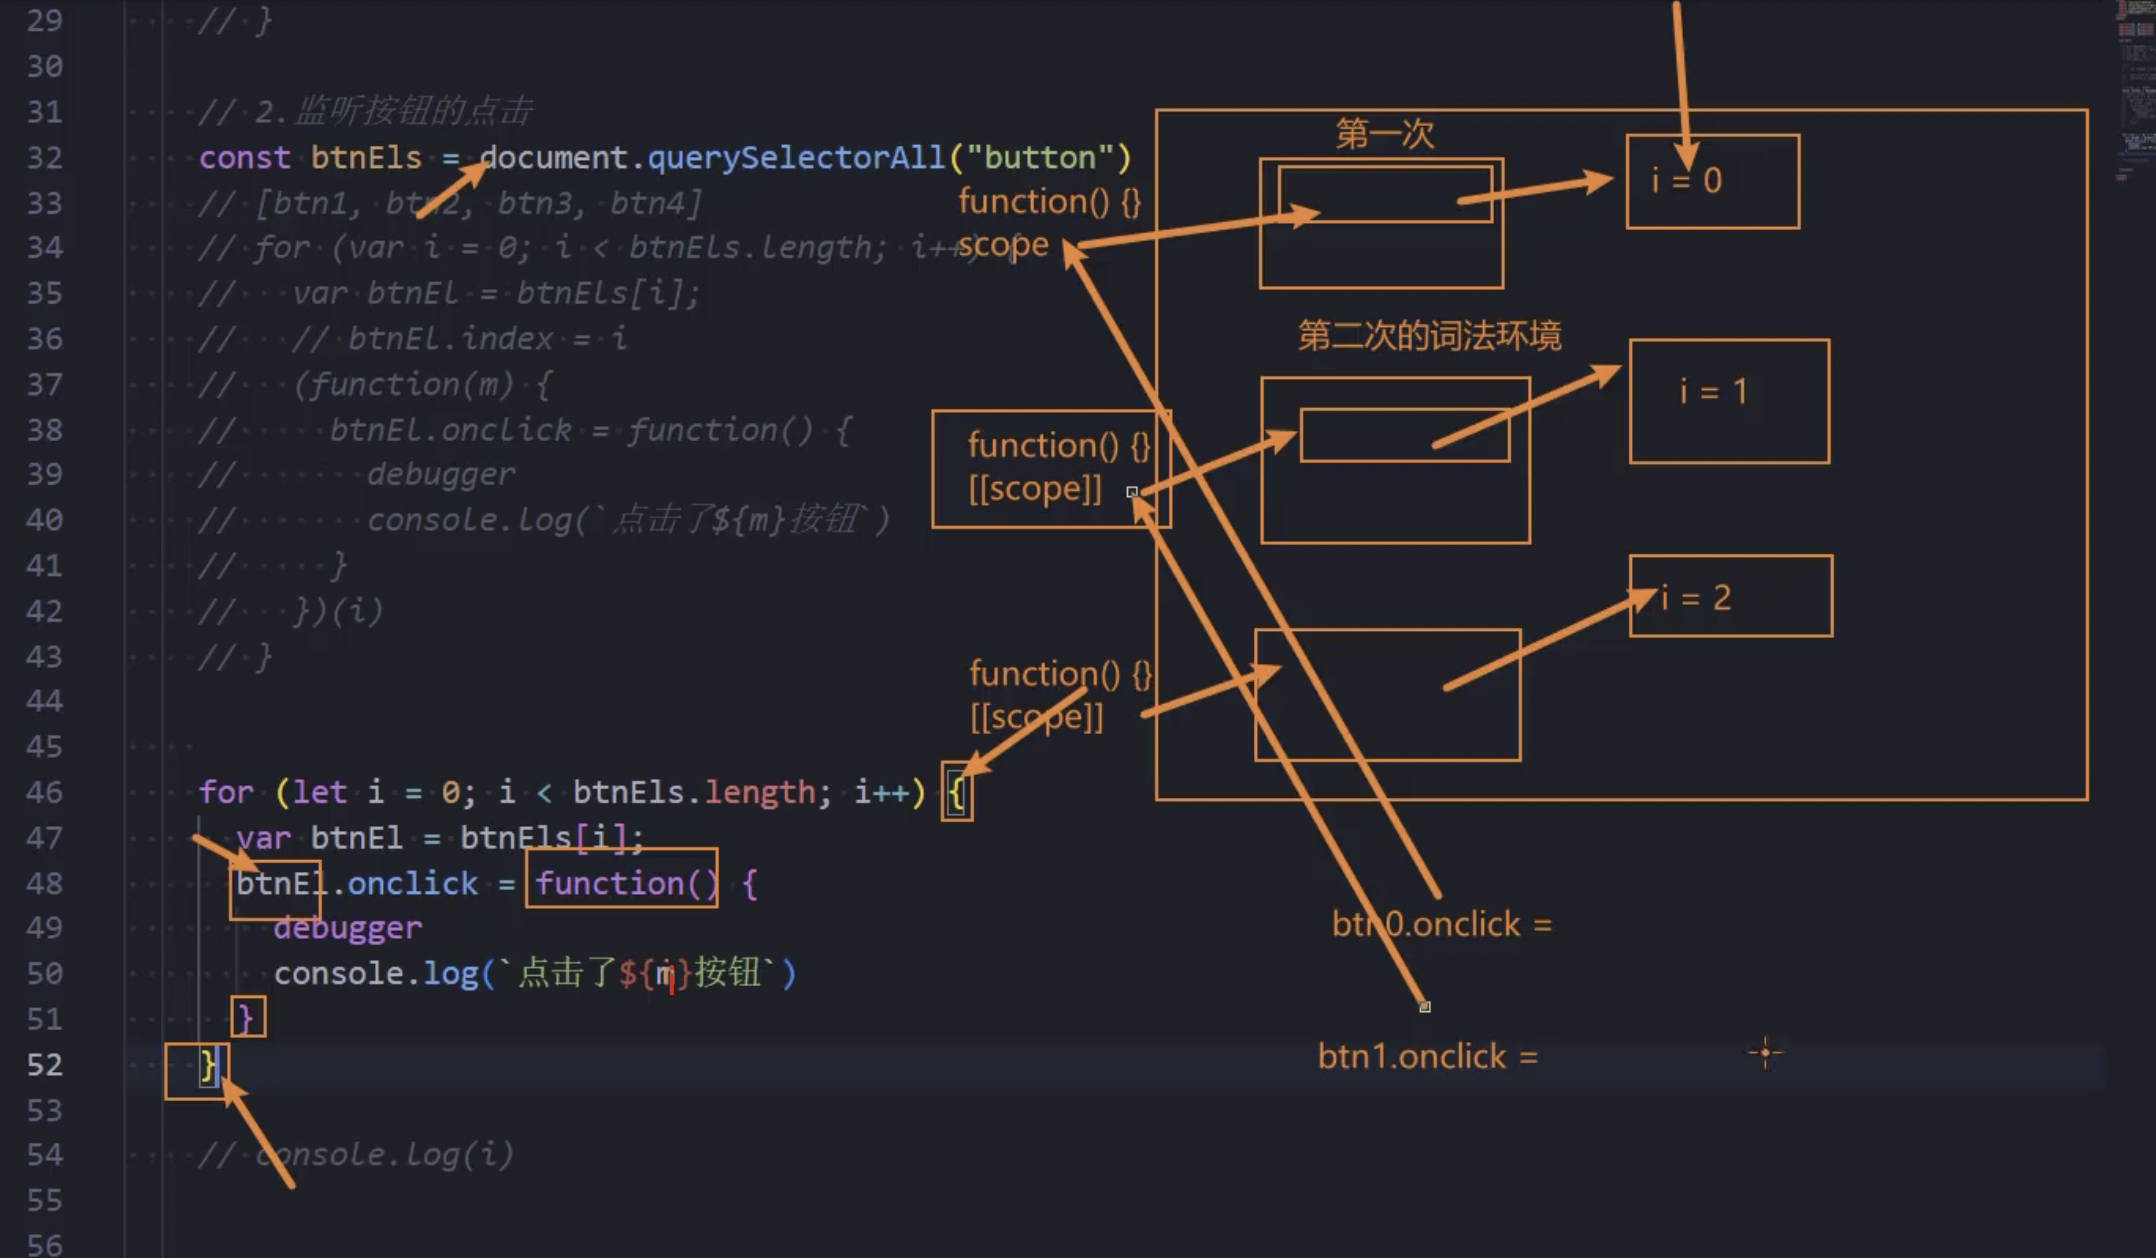 29 // }
30
31 // 2.监听按钮的点击
32 const btnEls = document.querySelectorAll("button")
33 // [btn1, btn2, btn3, btn4]
34 // for (var i = 0; i < btnEls.length; i++) {
35 // var btnEl = btnEls[i];
36 // // btnEl.index = i
37 // (function(m) {
38 // btnEl.onclick = function() {
39 // debugger
40 // console.log(`点击了${m}按钮`)
41 // }
42 // })(i)
43 // }
44
45
46 for (let i = 0; i < btnEls.length; i++) {
47 var btnEl = btnEls[i];
48 btnEl.onclick = function() {
49 debugger
50 console.log(`点击了${m}按钮`)
51 }
52 }
53
54 // console.log(i)
55
56
第一次
function() {}
scope
i = 0
第二次的词法环境
function() {}
[[scope]]
i = 1
function() {}
[[scope]]
i = 2
btn0.onclick =
btn1.onclick =